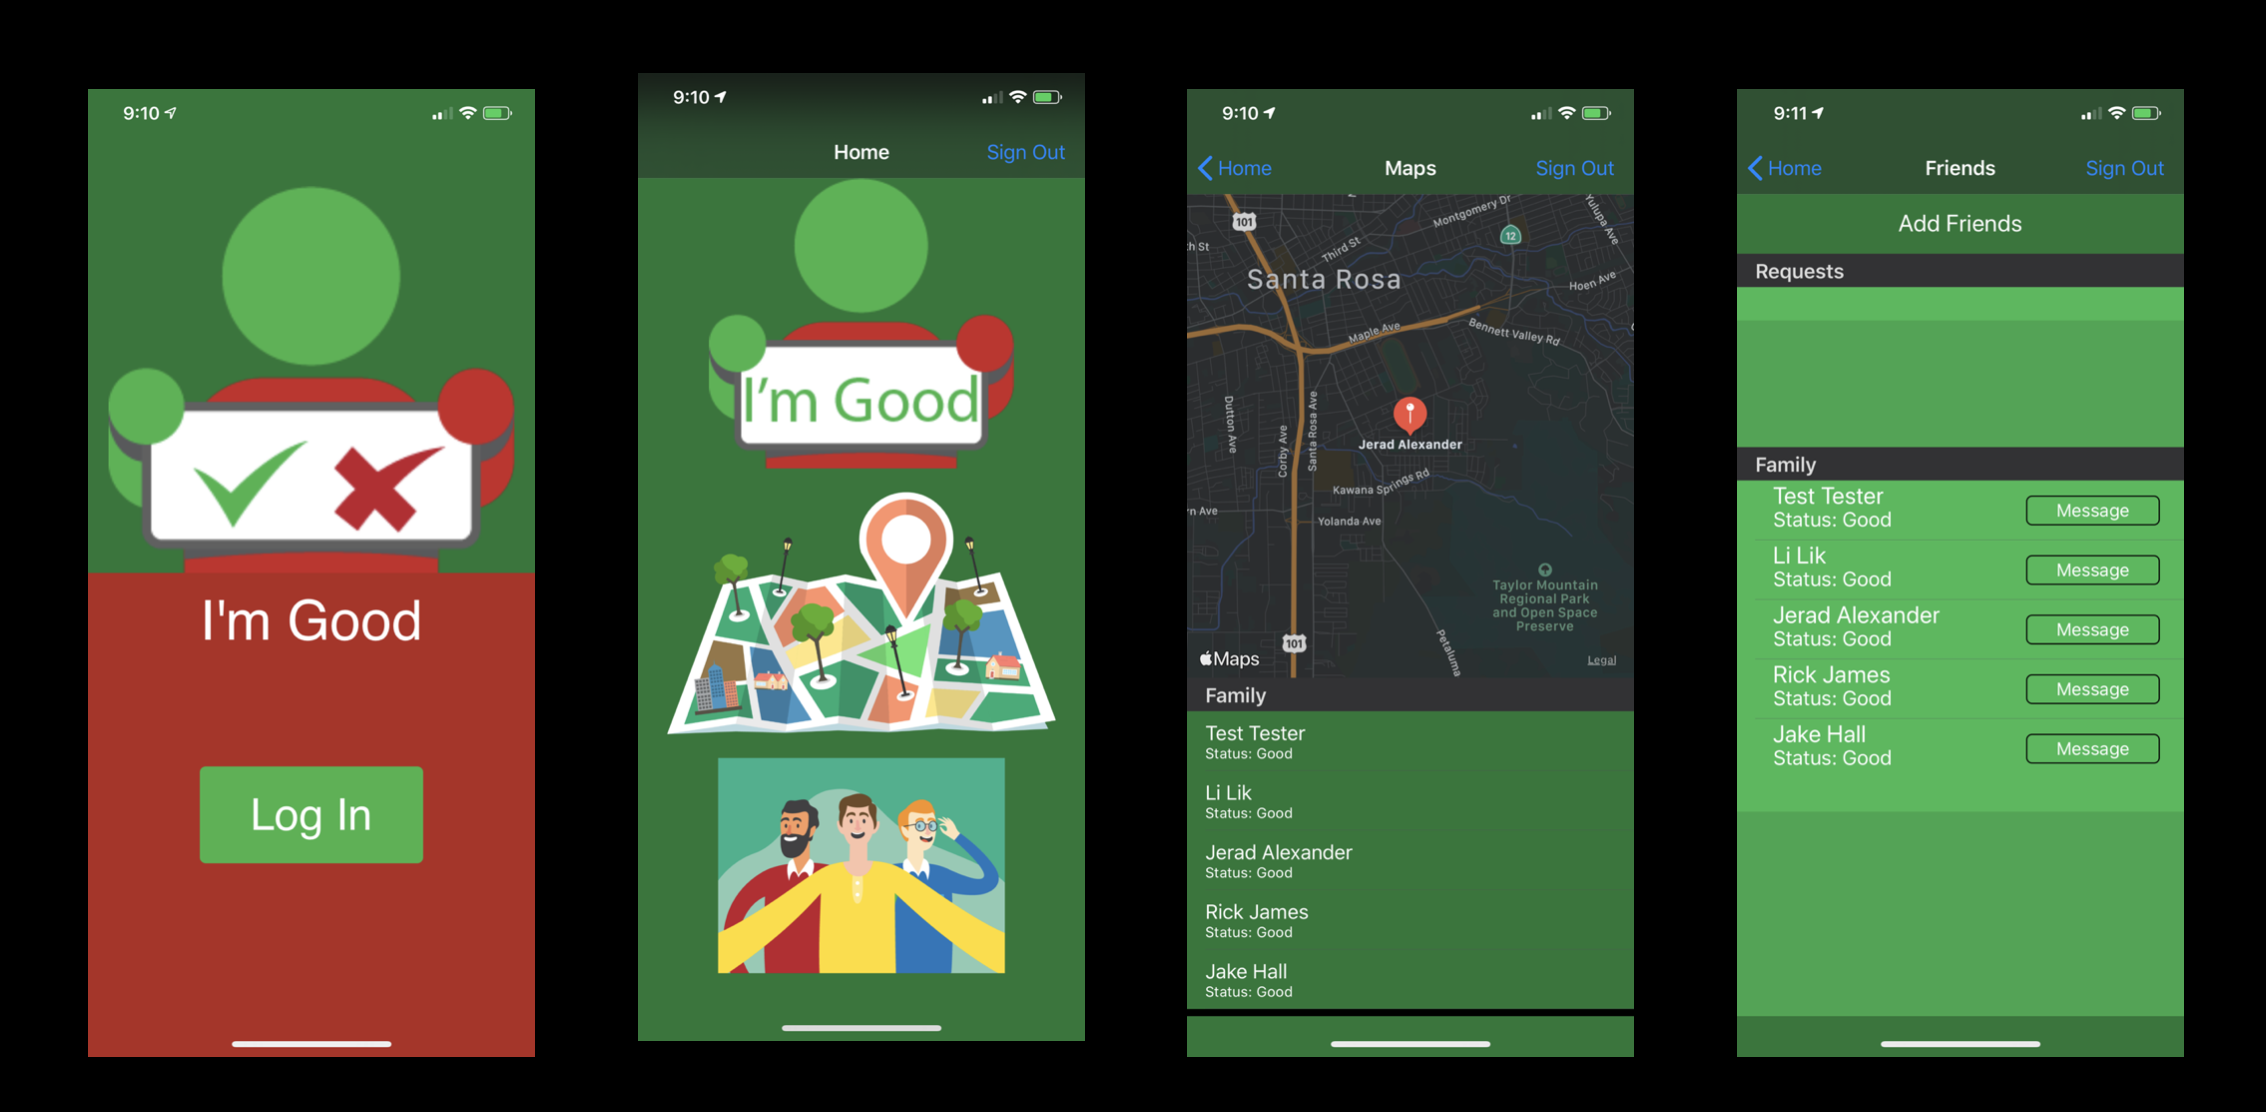 9:10
I'm Good
Log In
9:10
Home
Sign Out
I'm Good
9:10
Home
Maps
Sign Out
101
Montgomery Dr
Yulupa Ave
12
h St
Third St
Santa Rosa
Hoen Ave
Maple Ave
Bennett Valley Rd
Dutton Ave
Corby Ave
Santa Rosa Ave
Jerad Alexander
Kawana Springs Rd
n Ave
Yolanda Ave
Taylor Mountain
Regional Park
and Open Space
Preserve
101
Petaluma
Maps
Legal
Family
Test Tester
Status: Good
Li Lik
Status: Good
Jerad Alexander
Status: Good
Rick James
Status: Good
Jake Hall
Status: Good
9:11
Home
Friends
Sign Out
Add Friends
Requests
Family
Test Tester
Status: Good
Message
Li Lik
Status: Good
Message
Jerad Alexander
Status: Good
Message
Rick James
Status: Good
Message
Jake Hall
Status: Good
Message